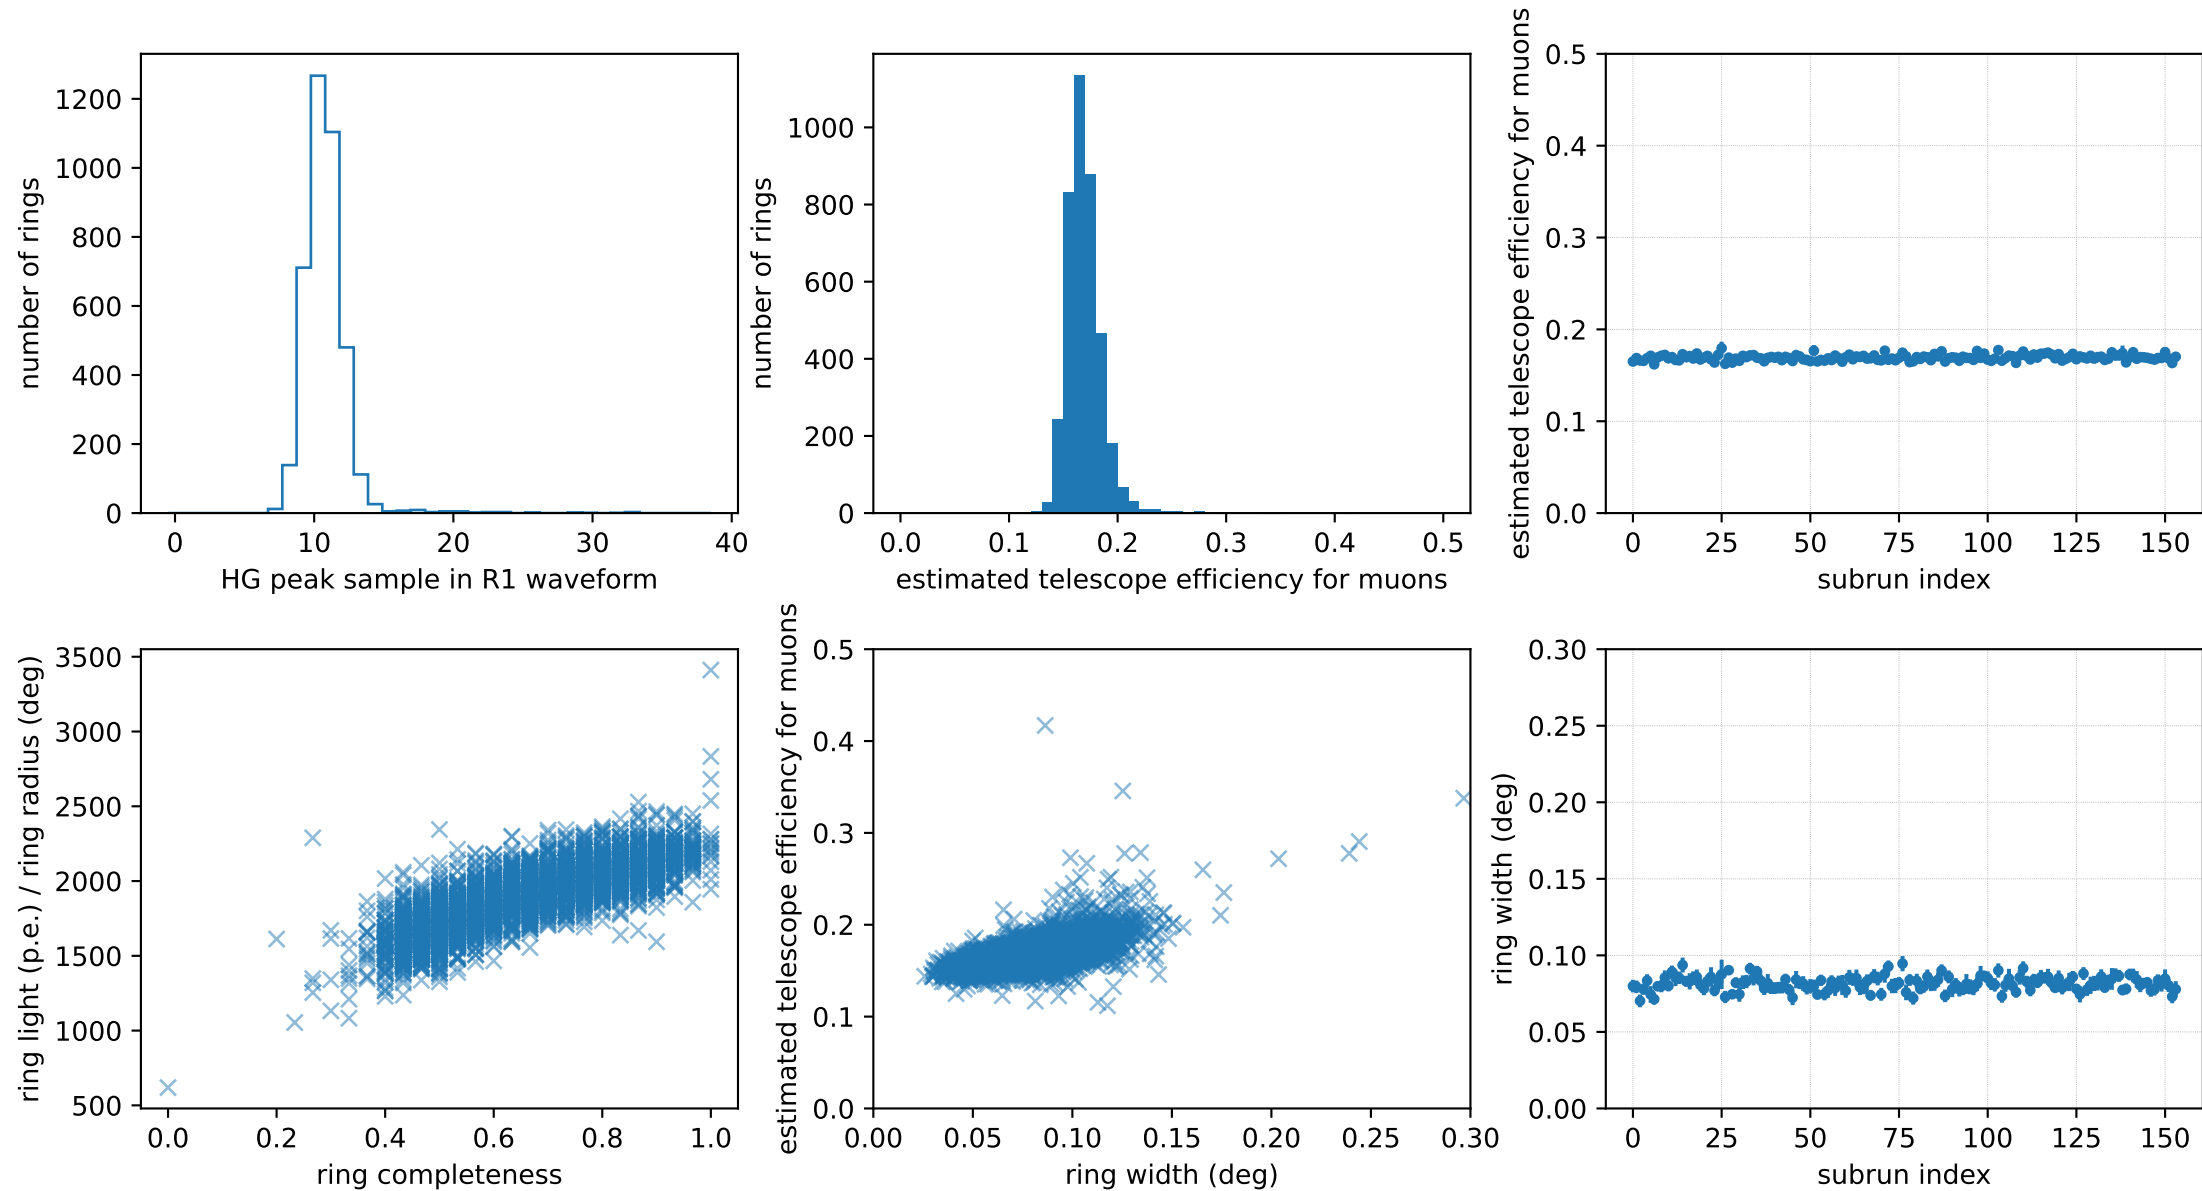 number of rings
1200
1000
800
600
400
200
0
0 10 20 30 40
HG peak sample in R1 waveform
number of rings
1000
800
600
400
200
0
0.0 0.1 0.2 0.3 0.4 0.5
estimated telescope efficiency for muons
estimated telescope efficiency for muons
0.5
0.4
0.3
0.2
0.1
0.0
0 25 50 75 100 125 150
subrun index
ring light (p.e.) / ring radius (deg)
3500
3000
2500
2000
1500
1000
500
0.0 0.2 0.4 0.6 0.8 1.0
ring completeness
estimated telescope efficiency for muons
0.5
0.4
0.3
0.2
0.1
0.0
0.00 0.05 0.10 0.15 0.20 0.25 0.30
ring width (deg)
ring width (deg)
0.30
0.25
0.20
0.15
0.10
0.05
0.00
0 25 50 75 100 125 150
subrun index